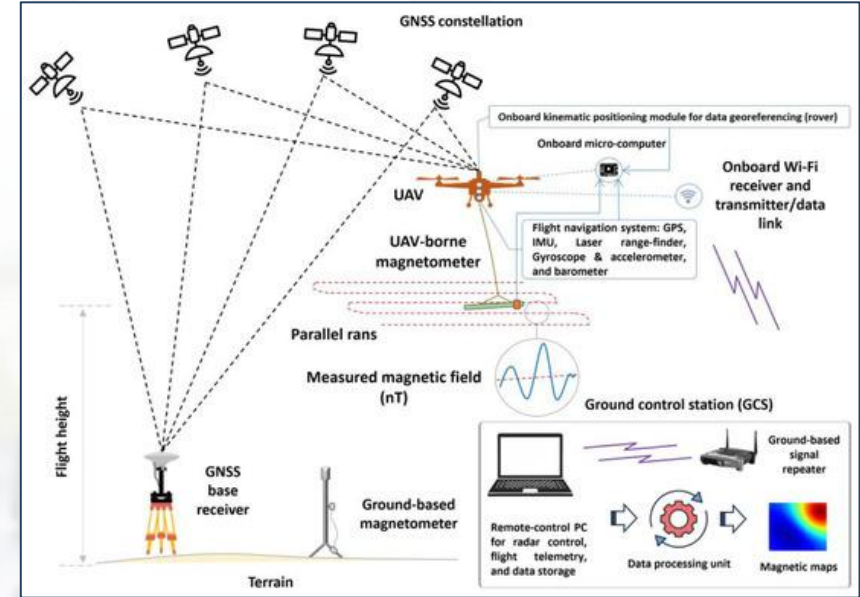 GNSS constellation
Onboard kinematic positioning module for data georeferencing (rover)
Onboard micro-computer
UAV
Onboard Wi-Fi
receiver and
transmitter/data
link
Flight navigation system: GPS,
IMU, Laser range-finder,
Gyroscope & accelerometer,
and barometer
UAV-borne
magnetometer
Parallel rans
Measured magnetic field
(nT)
Flight height
GNSS
base
receiver
Ground-based
magnetometer
Terrain
Ground control station (GCS)
Ground-based
signal
repeater
Remote-control PC
for radar control,
flight telemetry,
and data storage
Data processing unit
Magnetic maps